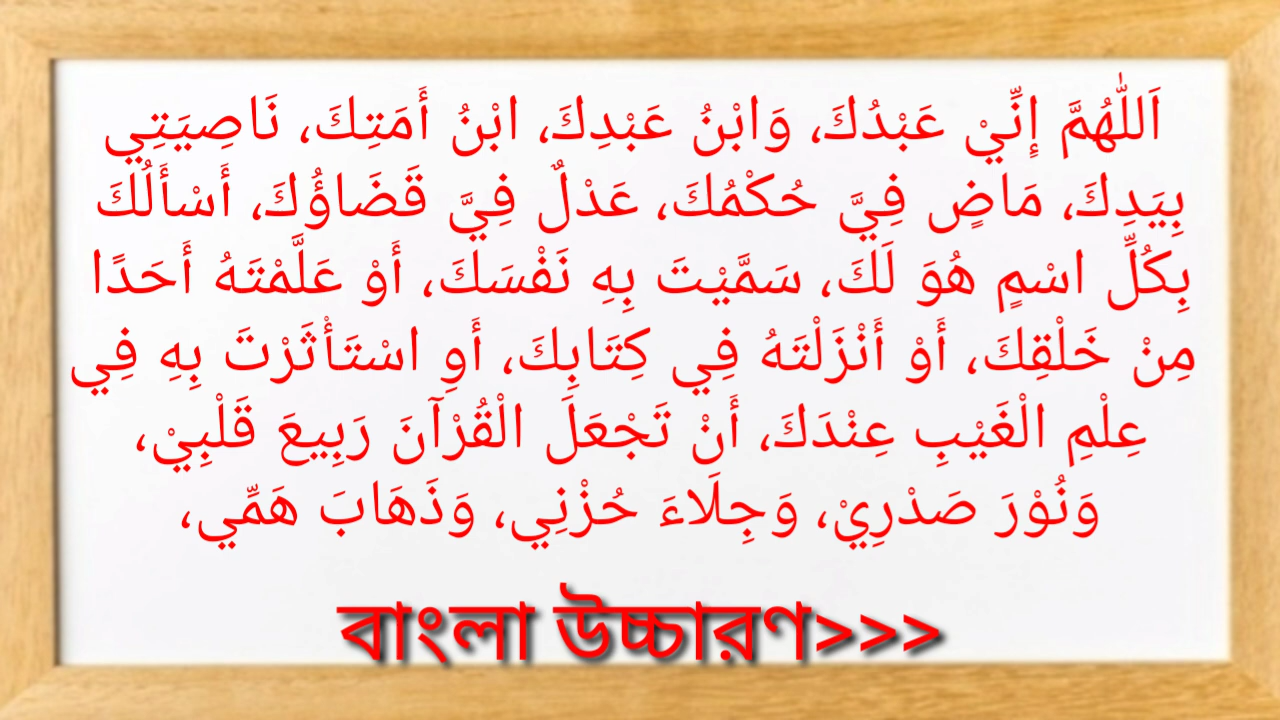 اَللّٰهُمَّ إِنِّيْ عَبْدُكَ، وَابْنُ عَبْدِكَ، ابْنُ أَمَتِكَ، نَاصِيَتِي
بِيَدِكَ، مَاضٍ فِيَّ حُكْمُكَ، عَدْلٌ فِيَّ قَضَاؤُكَ، أَسْأَلُكَ
بِكُلِّ اسْمٍ هُوَ لَكَ، سَمَّيْتَ بِهِ نَفْسَكَ، أَوْ عَلَّمْتَهُ أَحَدًا
مِنْ خَلْقِكَ، أَوْ أَنْزَلْتَهُ فِي كِتَابِكَ، أَوِ اسْتَأْثَرْتَ بِهِ فِي
عِلْمِ الْغَيْبِ عِنْدَكَ، أَنْ تَجْعَلَ الْقُرْآنَ رَبِيعَ قَلْبِيْ،
وَنُوْرَ صَدْرِيْ، وَجِلَاءَ حُزْنِي، وَذَهَابَ هَمِّي،
বাংলা উচ্চারণ>>>